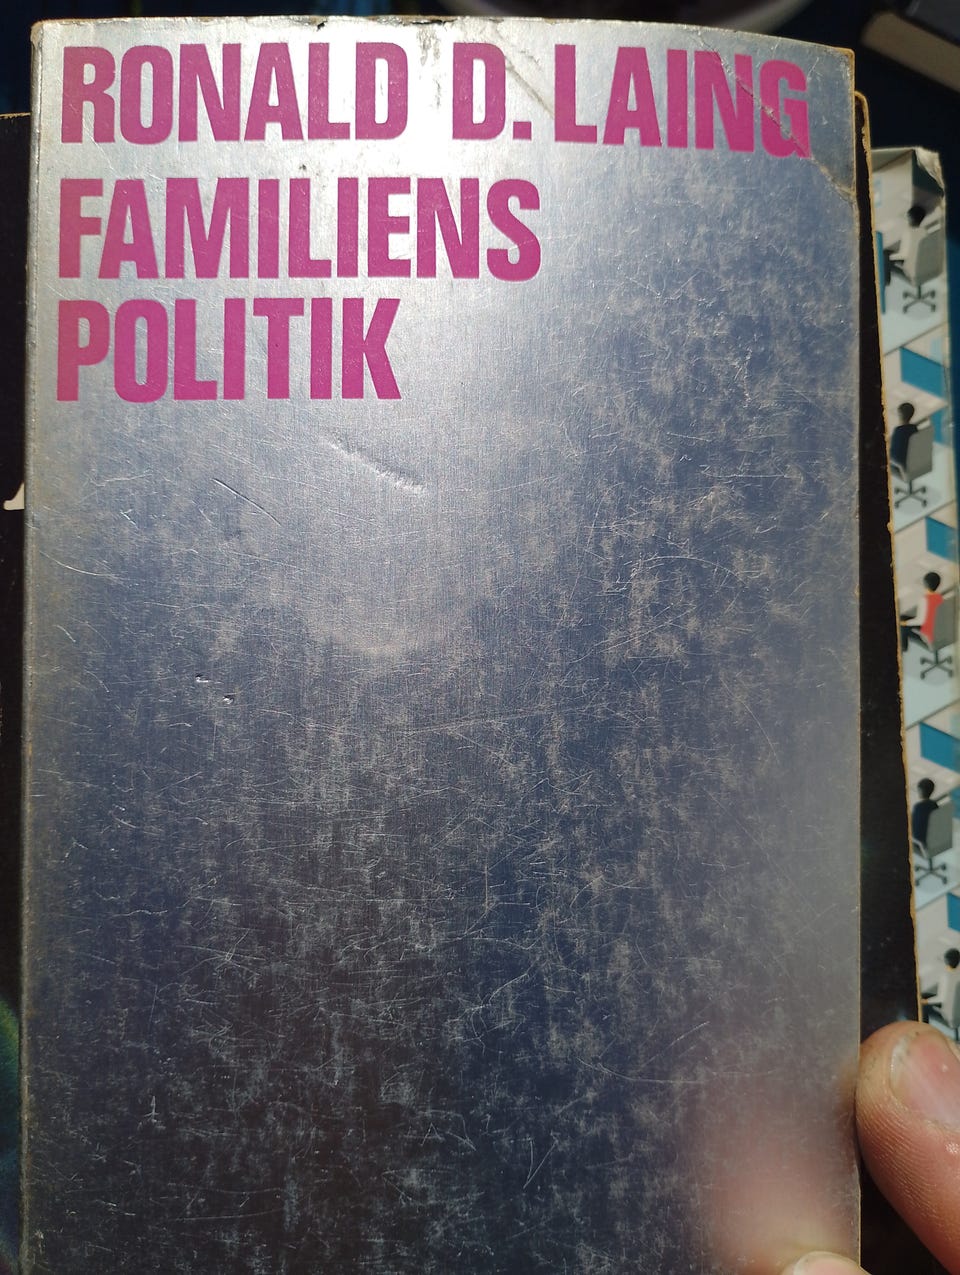 RONALD D. LAING
FAMILIENS
POLITIK